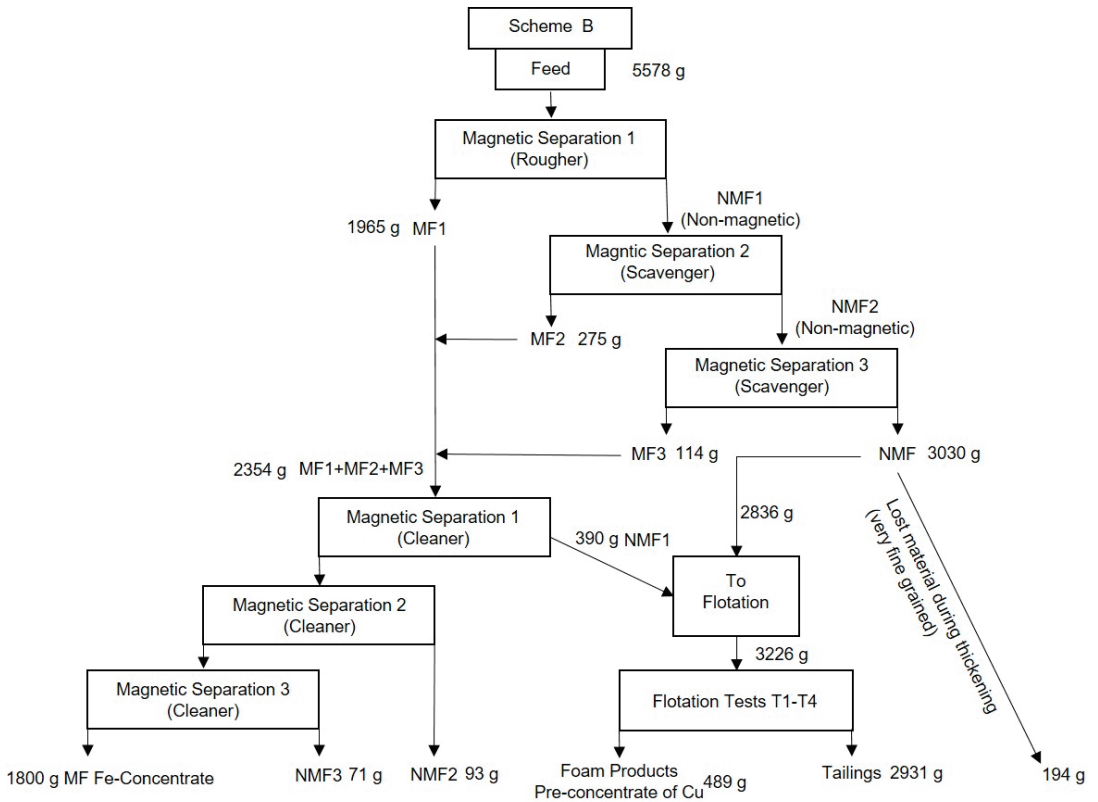 Scheme B
Feed
5578 g
Magnetic Separation 1
(Rougher)
1965 g MF1
NMF1
(Non-magnetic)
Magntic Separation 2
(Scavenger)
MF2 275 g
NMF2
(Non-magnetic)
Magnetic Separation 3
(Scavenger)
MF3 114 g
NMF 3030 g
2354 g MF1+MF2+MF3
Magnetic Separation 1
(Cleaner)
390 g NMF1
2836 g
To
Flotation
Lost material during thickening
(very fine grained)
Magnetic Separation 2
(Cleaner)
3226 g
Magnetic Separation 3
(Cleaner)
Flotation Tests T1-T4
1800 g MF Fe-Concentrate
NMF3 71 g
NMF2 93 g
Foam Products
Pre-concentrate of Cu 489 g
Tailings 2931 g
194 g